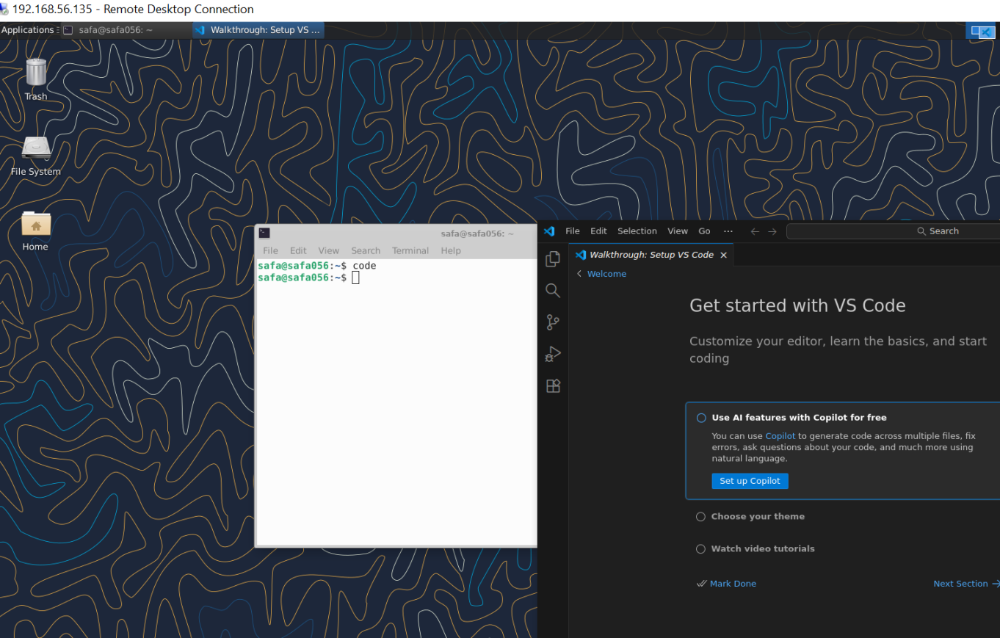 192.168.56.135 - Remote Desktop Connection
Applications
safa@safa056: ~
Walkthrough: Setup VS ...
Trash
File System
Home
safa@safa056: ~
File Edit View Search Terminal Help
safa@safa056:~$ code
safa@safa056:~$
File Edit Selection View Go ... Search
Walkthrough: Setup VS Code
Welcome
Get started with VS Code
Customize your editor, learn the basics, and start
coding
Use AI features with Copilot for free
You can use Copilot to generate code across multiple files, fix
errors, ask questions about your code, and much more using
natural language.
Set up Copilot
Choose your theme
Watch video tutorials
Mark Done
Next Section